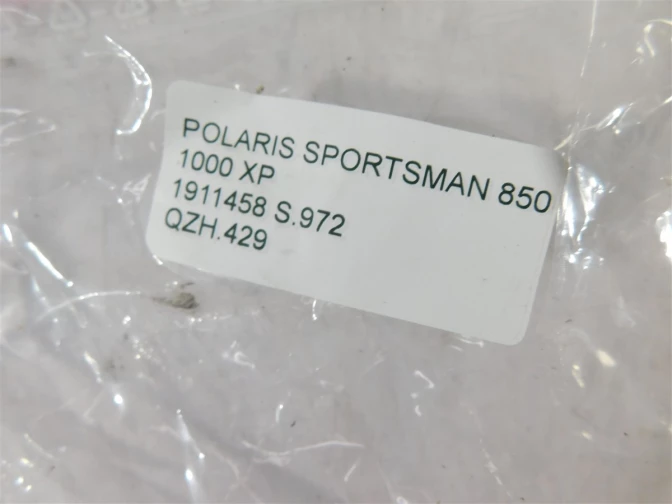 POLARIS SPORTSMAN 850
1000 XP
1911458 S.972
QZH.429